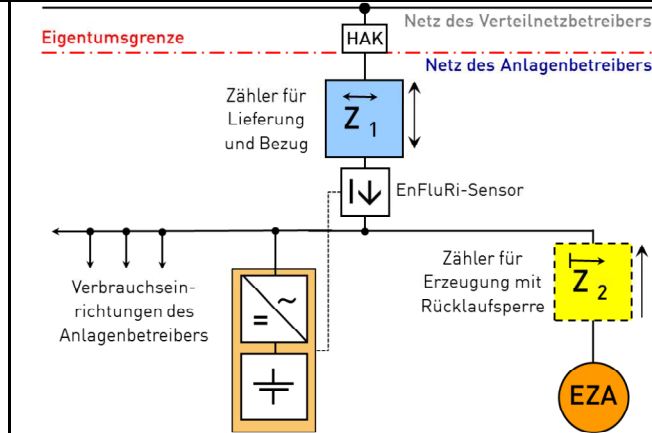 Netz des Verteilnetzbetreibers
Eigentumsgrenze
HAK
Netz des Anlagenbetreibers
Zähler für
Lieferung
und Bezug
Z 1
EnFluRi-Sensor
Zähler für
Erzeugung mit
Rücklaufsperre
Z 2
Verbrauchsein-
richtungen des
Anlagenbetreibers
~
=
EZA